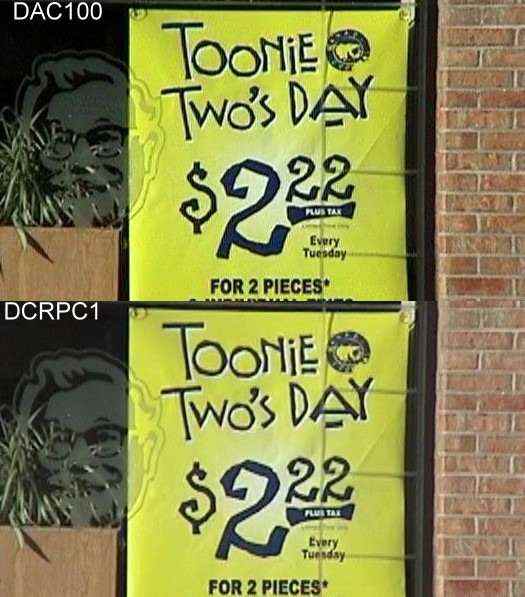 DAC100
TOONIE
TWO'S DAY
$2.22
PLUS TAX
Every
Tuesday
FOR 2 PIECES*
DCRPC1
TOONIE
TWO'S DAY
$2.22
PLUS TAX
Every
Tuesday
FOR 2 PIECES*